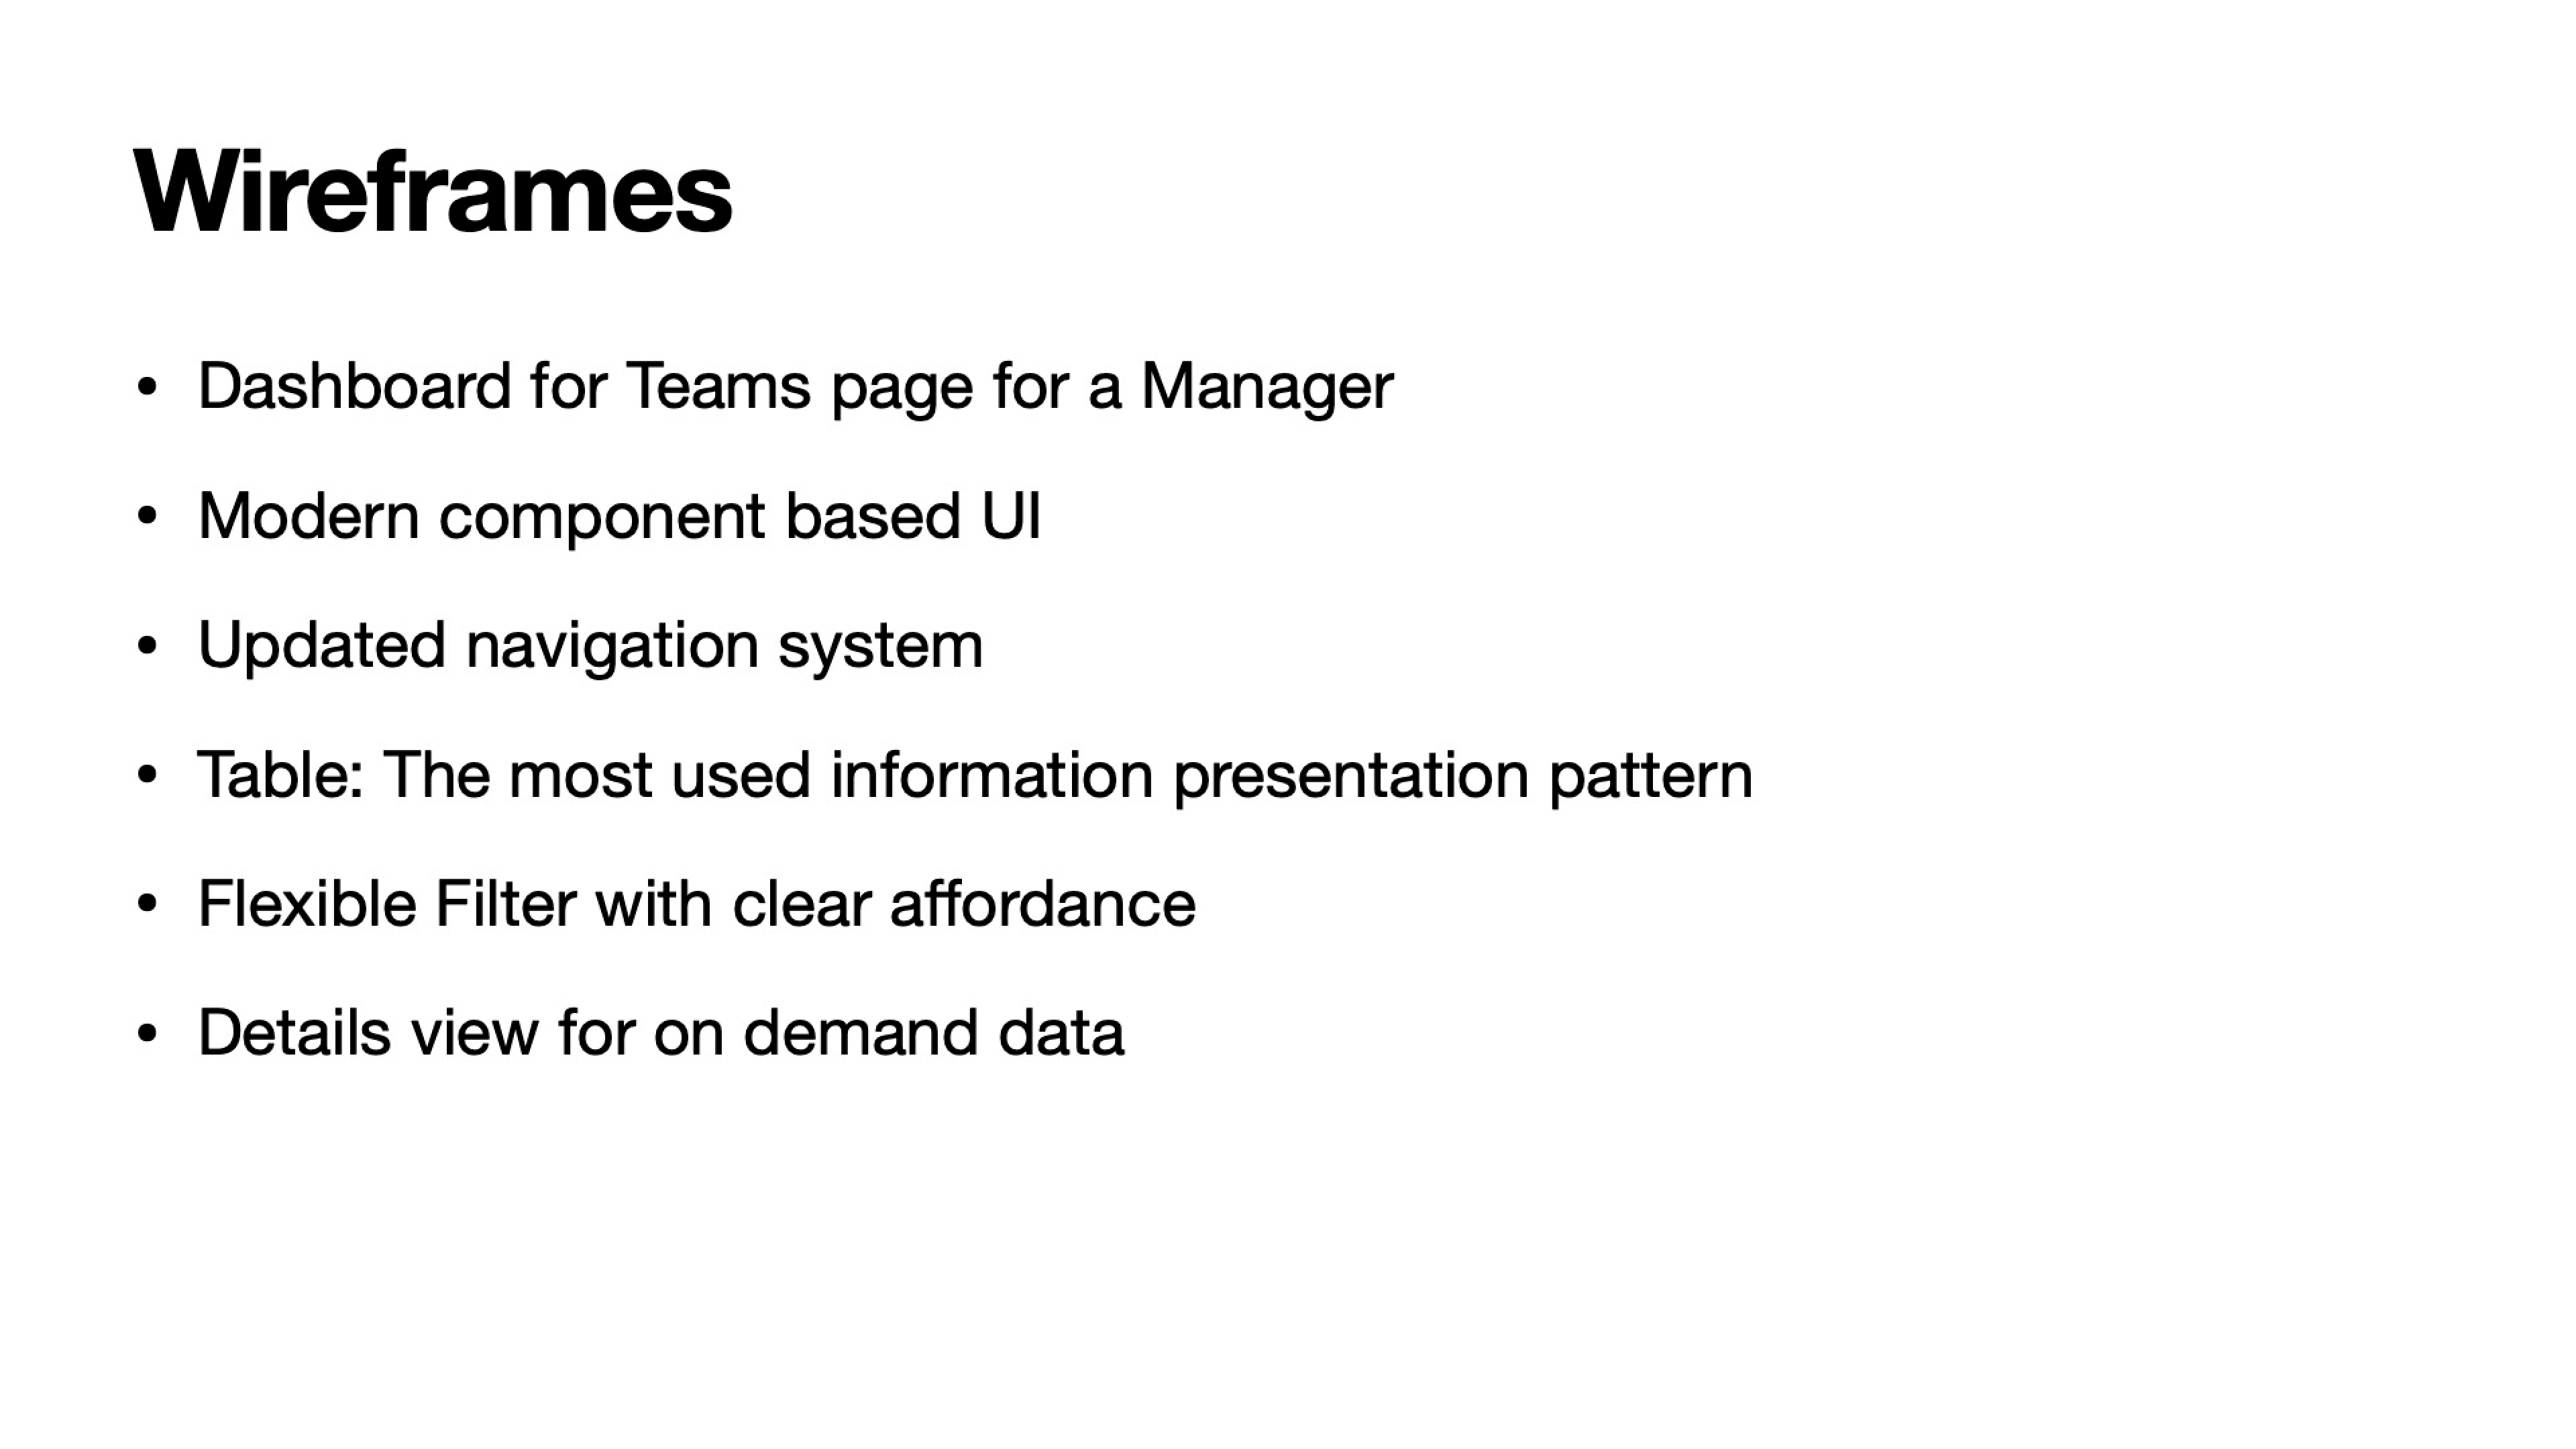 Wireframes
• Dashboard for Teams page for a Manager
• Modern component based UI
• Updated navigation system
• Table: The most used information presentation pattern
• Flexible Filter with clear affordance
• Details view for on demand data